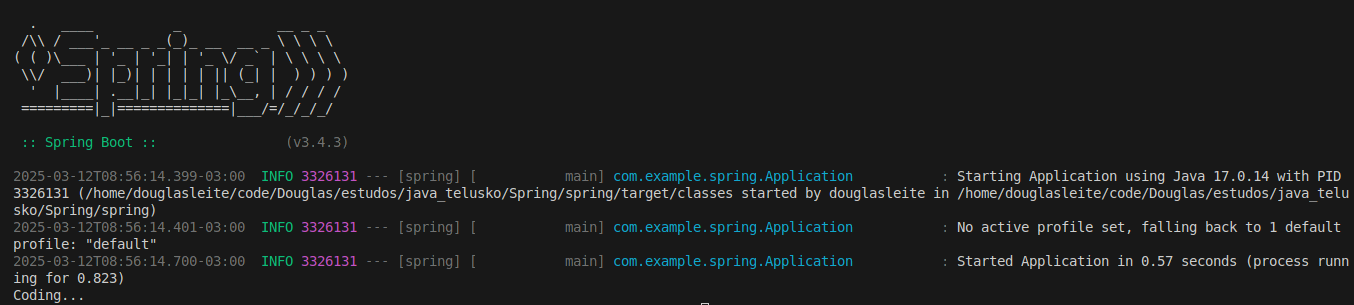 .   ____          _            __ _ _
 /\\ / ___'_ __ _ _(_)_ __  __ _ \ \ \ \
( ( )\___ | '_ | '_| | '_ \/ _` | \ \ \ \
 \\/  ___)| |_)| | | | | || (_| |  ) ) ) )
  '  |____| .__|_| |_|_| |_\__, | / / / /
 =========|_|==============|___/=/_/_/_/

 :: Spring Boot ::                (v3.4.3)

2025-03-12T08:56:14.399-03:00  INFO 3326131 --- [spring] [           main] com.example.spring.Application           : Starting Application using Java 17.0.14 with PID
3326131 (/home/douglasleite/code/Douglas/estudos/java_telusko/Spring/spring/target/classes started by douglasleite in /home/douglasleite/code/Douglas/estudos/java_telu
sko/Spring/spring)
2025-03-12T08:56:14.401-03:00  INFO 3326131 --- [spring] [           main] com.example.spring.Application           : No active profile set, falling back to 1 default
profile: "default"
2025-03-12T08:56:14.700-03:00  INFO 3326131 --- [spring] [           main] com.example.spring.Application           : Started Application in 0.57 seconds (process runn
ing for 0.823)
Coding...